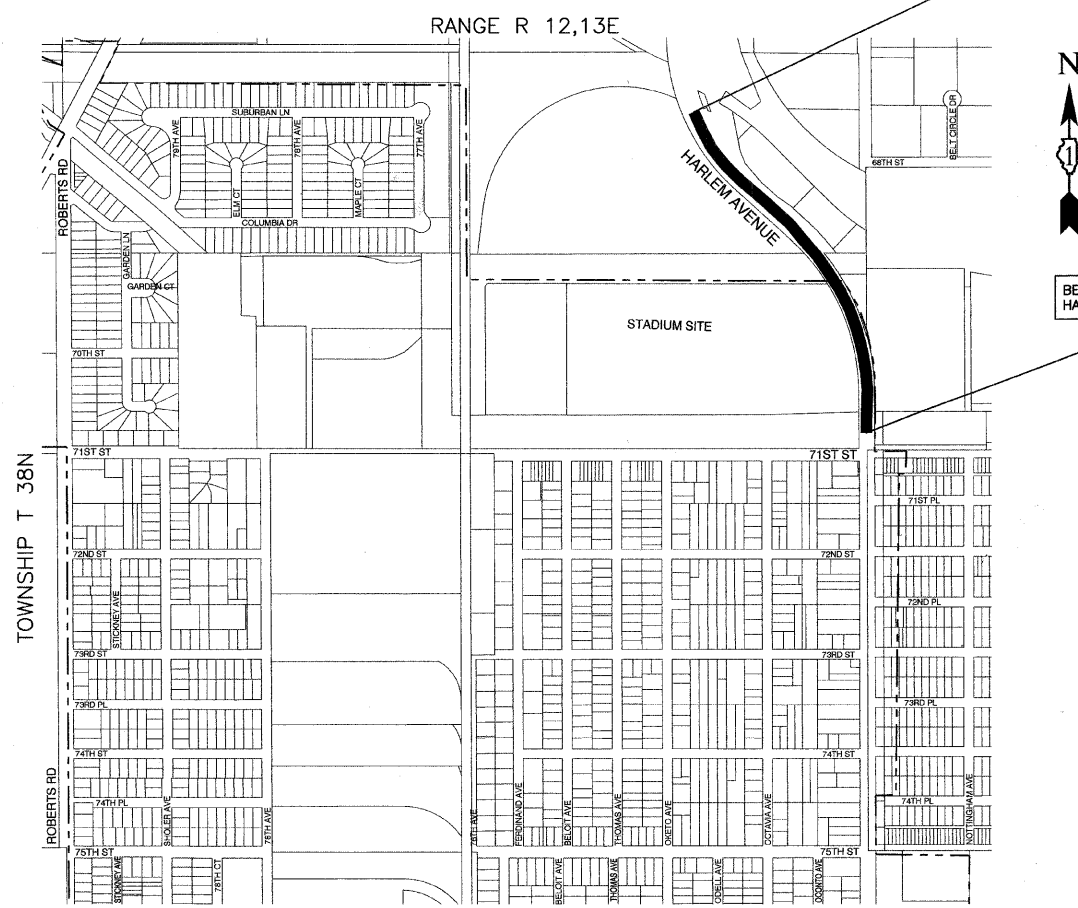 RANGE R 12,13E
N
SUBURBAN LN
79TH AVE
78TH AVE
77TH AVE
BELT CIRCLE DR
68TH ST
ROBERTS RD
ELM CT
MAPLE CT
HARLEM AVENUE
COLUMBIA DR
GARDEN LN
GARDEN CT
1
BE
HA
STADIUM SITE
70TH ST
TOWNSHIP T 38N
71ST ST
71ST ST
71ST PL
72ND ST
72ND ST
STICKNEY AVE
72ND PL
73RD ST
73RD ST
73RD PL
73RD PL
74TH ST
74TH ST
ROBERTS RD
74TH PL
74TH PL
SHOLER AVE
78TH AVE
76TH AVE
FERDINAND AVE
BELOIT AVE
THOMAS AVE
OKETO AVE
OCTAVIA AVE
NOTTINGHAM AVE
75TH ST
75TH ST
STICKNEY AVE
78TH CT
BELOIT AVE
THOMAS AVE
ODELL AVE
OCONTO AVE